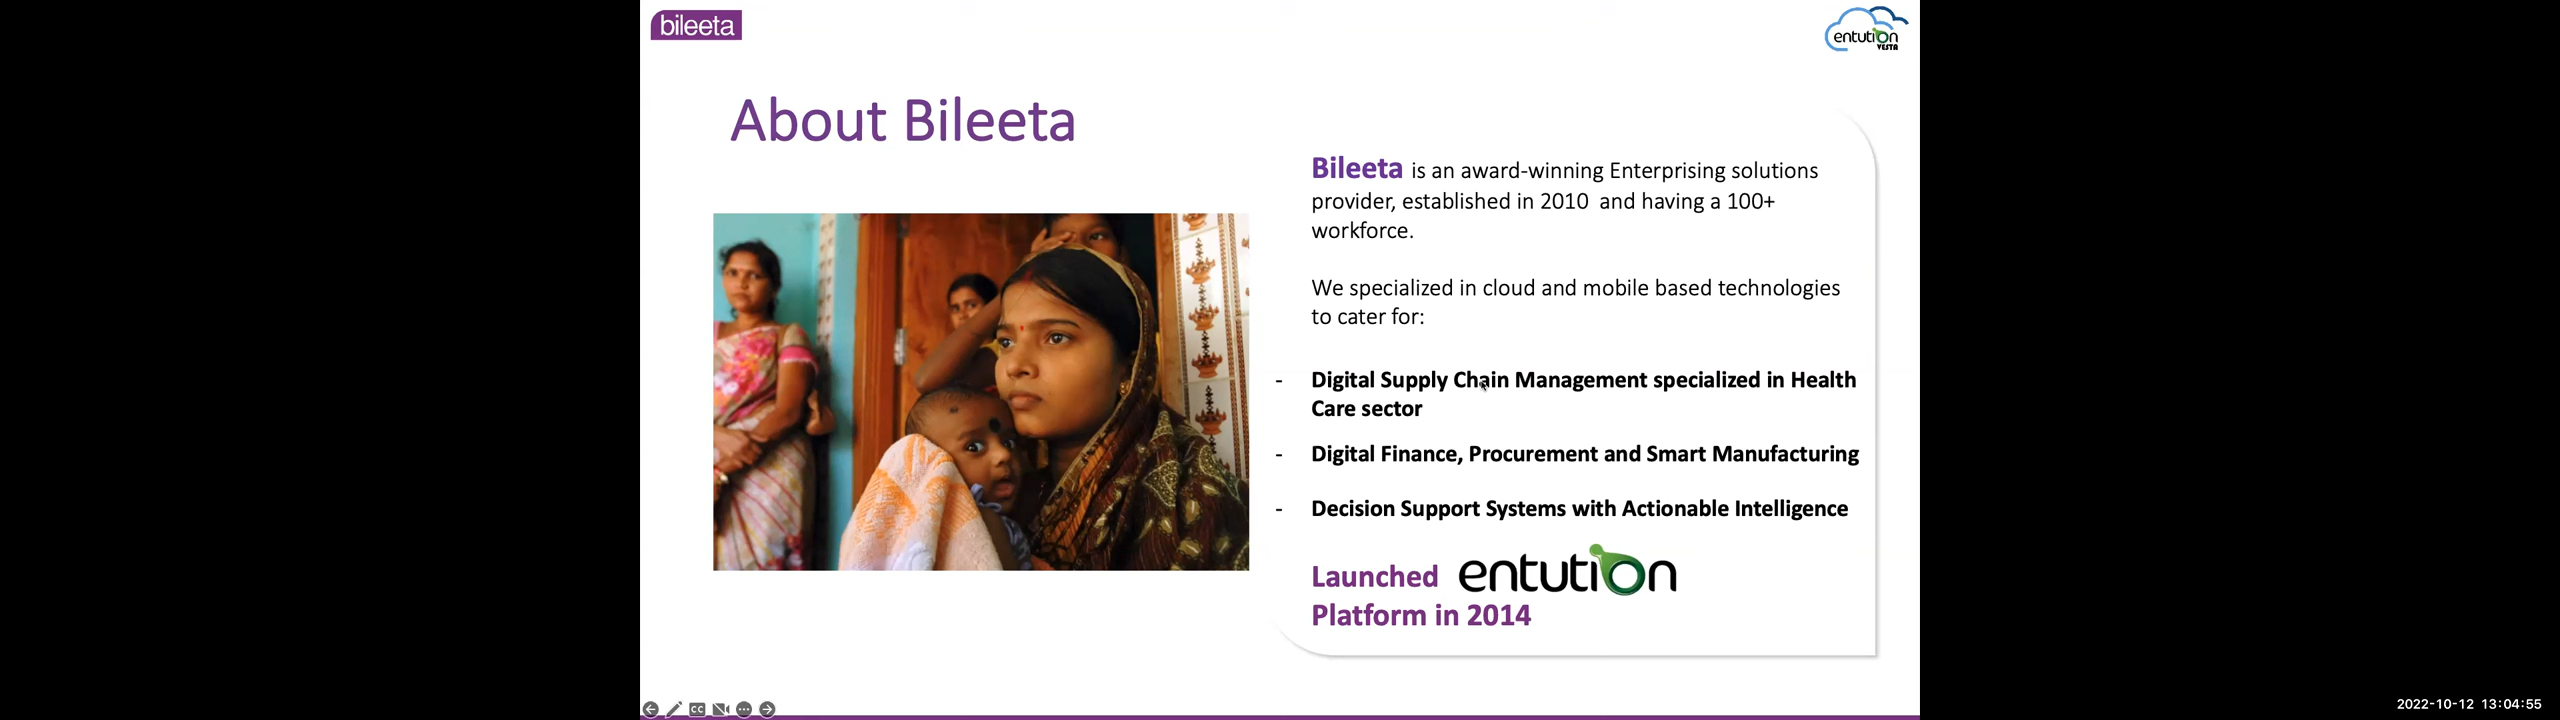 bileeta
entution
VESTA
About Bileeta
Bileeta is an award-winning Enterprising solutions
provider, established in 2010 and having a 100+
workforce.
We specialized in cloud and mobile based technologies
to cater for:
- Digital Supply Chain Management specialized in Health
Care sector
- Digital Finance, Procurement and Smart Manufacturing
- Decision Support Systems with Actionable Intelligence
Launched entution
Platform in 2014
CC
2022-10-12 13:04:55